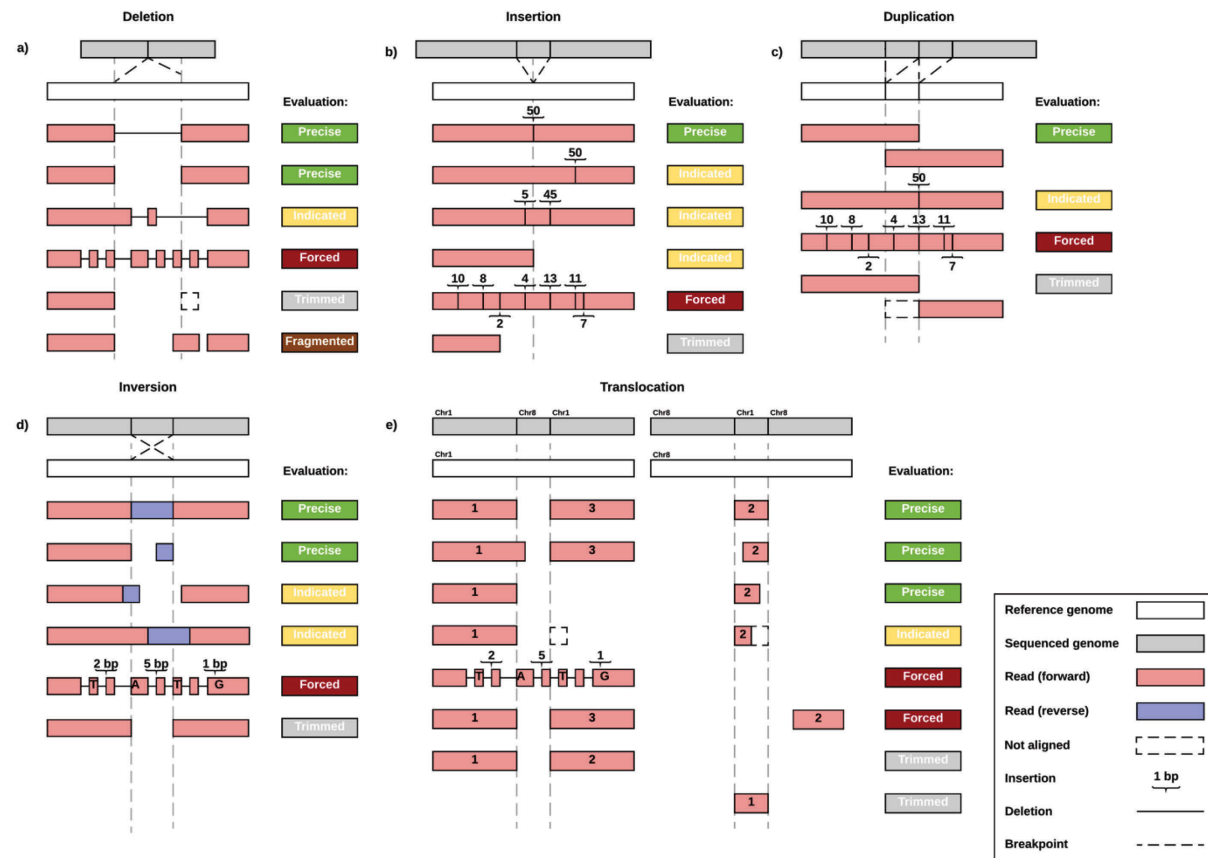 Deletion
a)
Evaluation:
Precise
Precise
Indicated
Forced
Trimmed
Fragmented
Insertion
b)
Evaluation:
50
Precise
50
Indicated
5 45
Indicated
Indicated
10 8 4 13 11
Forced
2 7
Trimmed
Duplication
c)
Evaluation:
Precise
50
Indicated
10 8 4 13 11
Forced
2 7
Trimmed
Inversion
d)
Evaluation:
Precise
Precise
Indicated
Indicated
2 bp 5 bp 1 bp
T A T G
Forced
Trimmed
Translocation
e)
Chr1 Chr8 Chr1
Chr8 Chr1 Chr8
Chr1
Chr8
Evaluation:
1 3 2 Precise
1 3 2 Precise
1 2 Precise
1 2 Indicated
2 5 1
T A T G Forced
1 3 2 Forced
1 2 Trimmed
1 Trimmed
Reference genome
Sequenced genome
Read (forward)
Read (reverse)
Not aligned
Insertion 1 bp
Deletion
Breakpoint